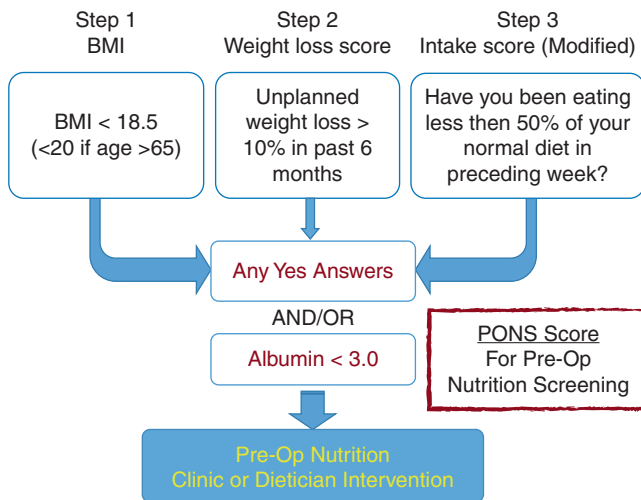 Step 1
BMI
Step 2
Weight loss score
Step 3
Intake score (Modified)
BMI < 18.5
(<20 if age >65)
Unplanned
weight loss >
10% in past 6
months
Have you been eating
less then 50% of your
normal diet in
preceding week?
Any Yes Answers
AND/OR
Albumin < 3.0
PONS Score
For Pre-Op
Nutrition Screening
Pre-Op Nutrition
Clinic or Dietician Intervention